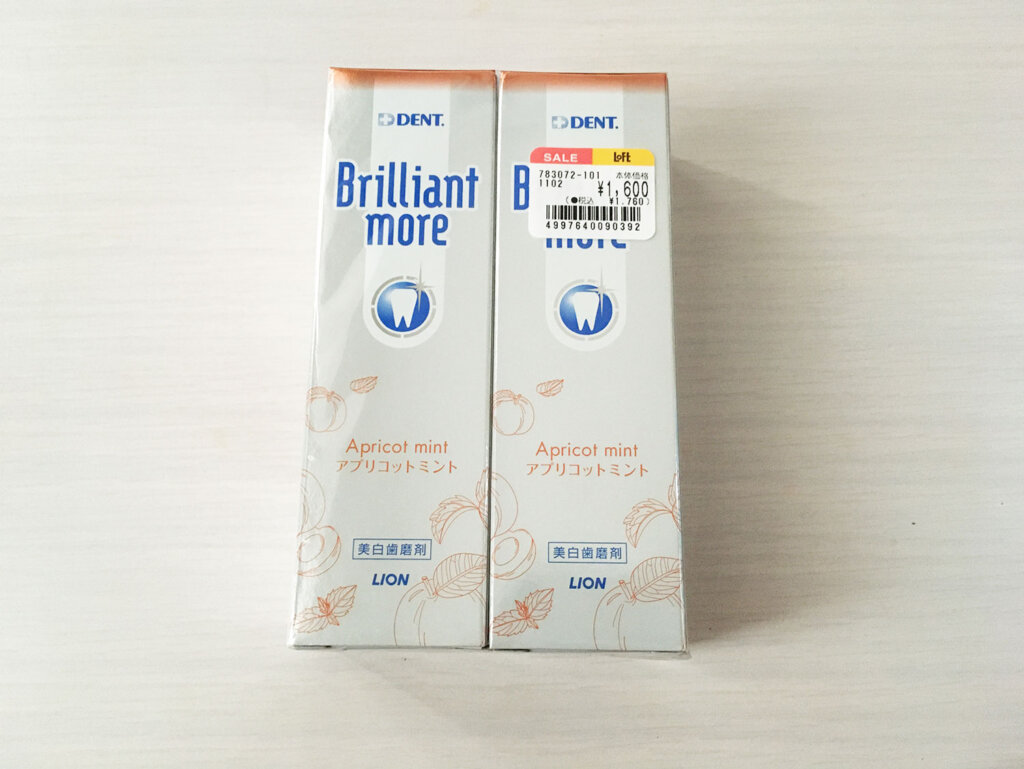 DENT.
Brilliant
more
Apricot mint
アプリコットミント
美白歯磨剤
LION
DENT.
SALE Loft
783072-101 本体価格
1102 ¥1,600
(●税込 ¥1,760)
4997640090392
B
more
Apricot mint
アプリコットミント
美白歯磨剤
LION